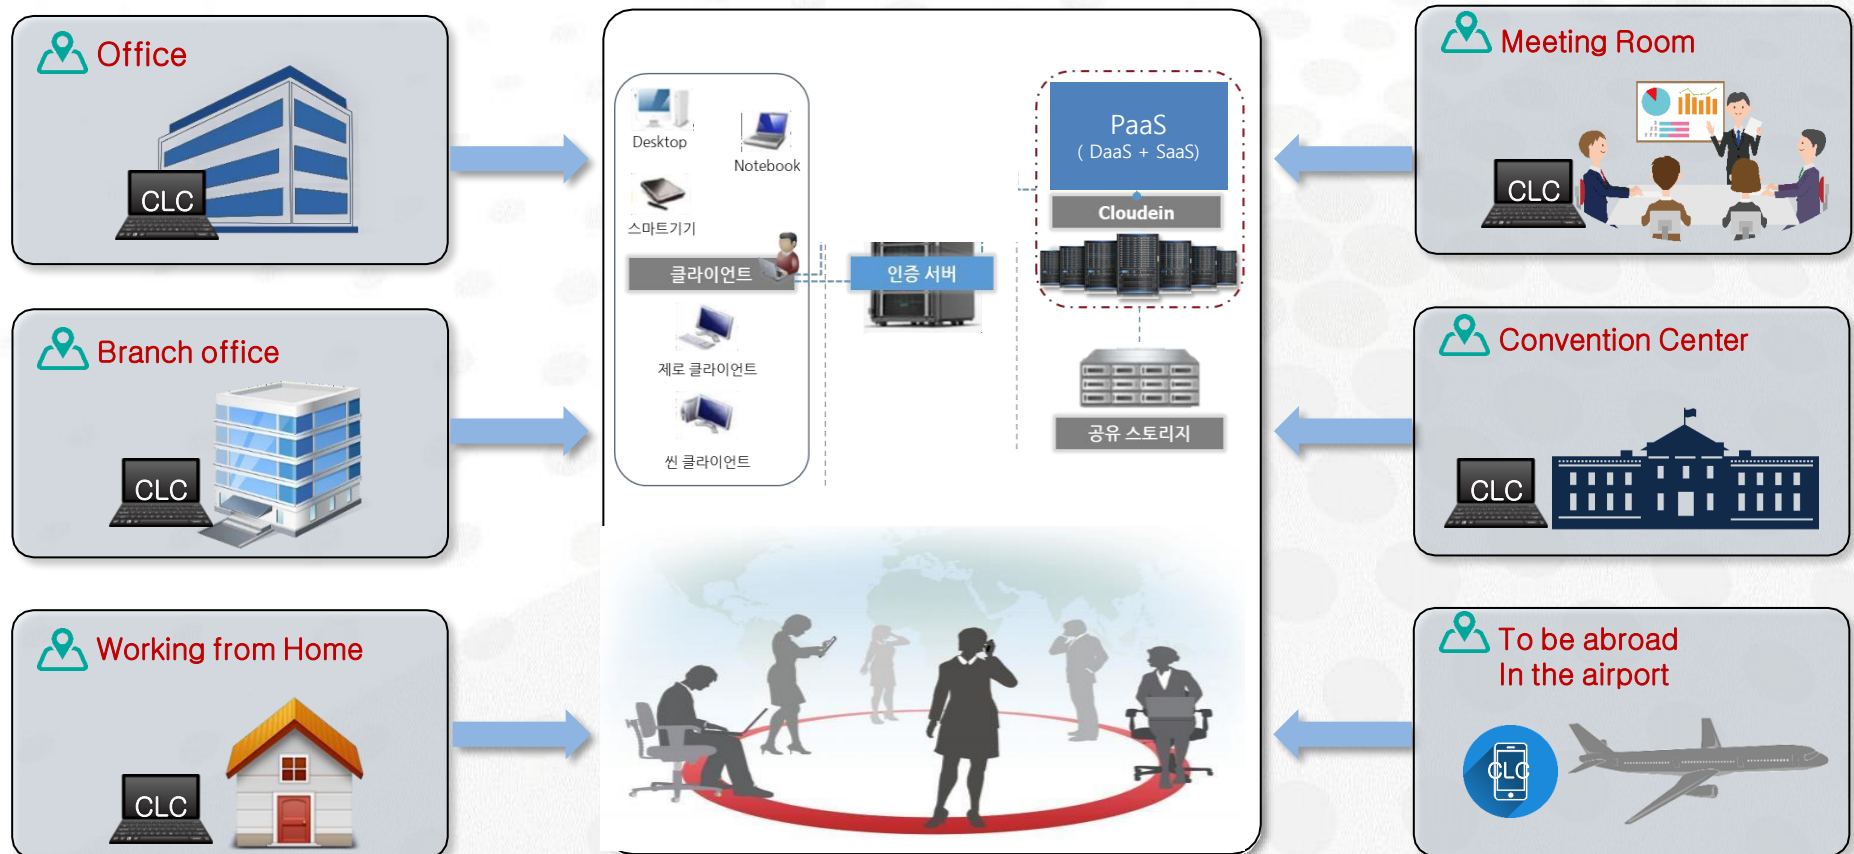 Office
CLC
Branch office
CLC
Working from Home
CLC
Desktop
Notebook
스마트기기
클라이언트
제로 클라이언트
씬 클라이언트
인증 서버
PaaS
( DaaS + SaaS)
Cloudein
공유 스토리지
Meeting Room
CLC
Convention Center
CLC
To be abroad
In the airport
CLC